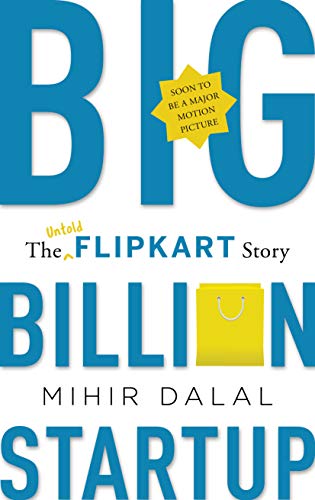 BIG
SOON TO
BE A MAJOR
MOTION
PICTURE
Untold
The FLIPKART Story
BILLION
MIHIR DALAL
STARTUP